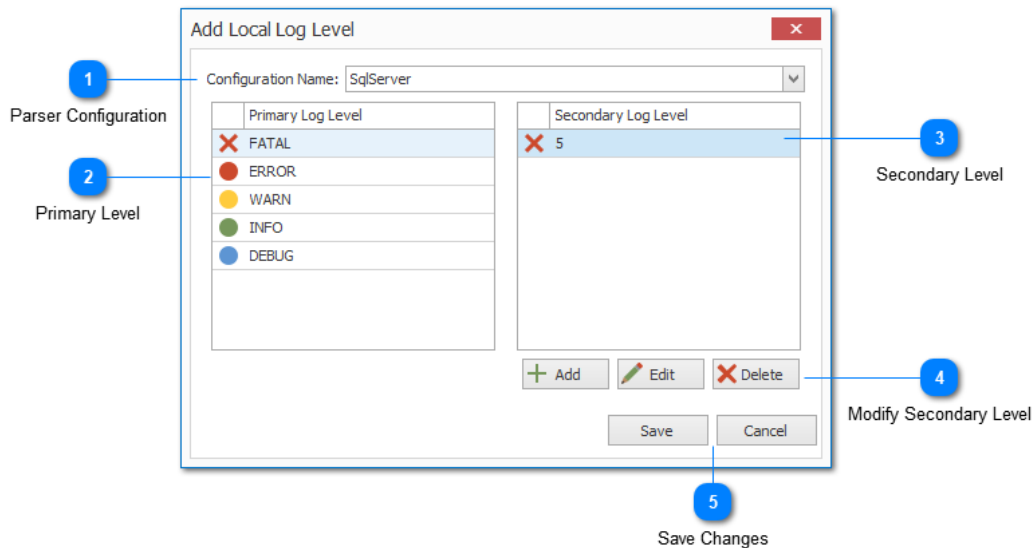 Add Local Log Level
1
Parser Configuration
Configuration Name: SqlServer
Primary Log Level
Secondary Log Level
FATAL
5
ERROR
WARN
INFO
DEBUG
2
Primary Level
3
Secondary Level
Add
Edit
Delete
4
Modify Secondary Level
Save
Cancel
5
Save Changes